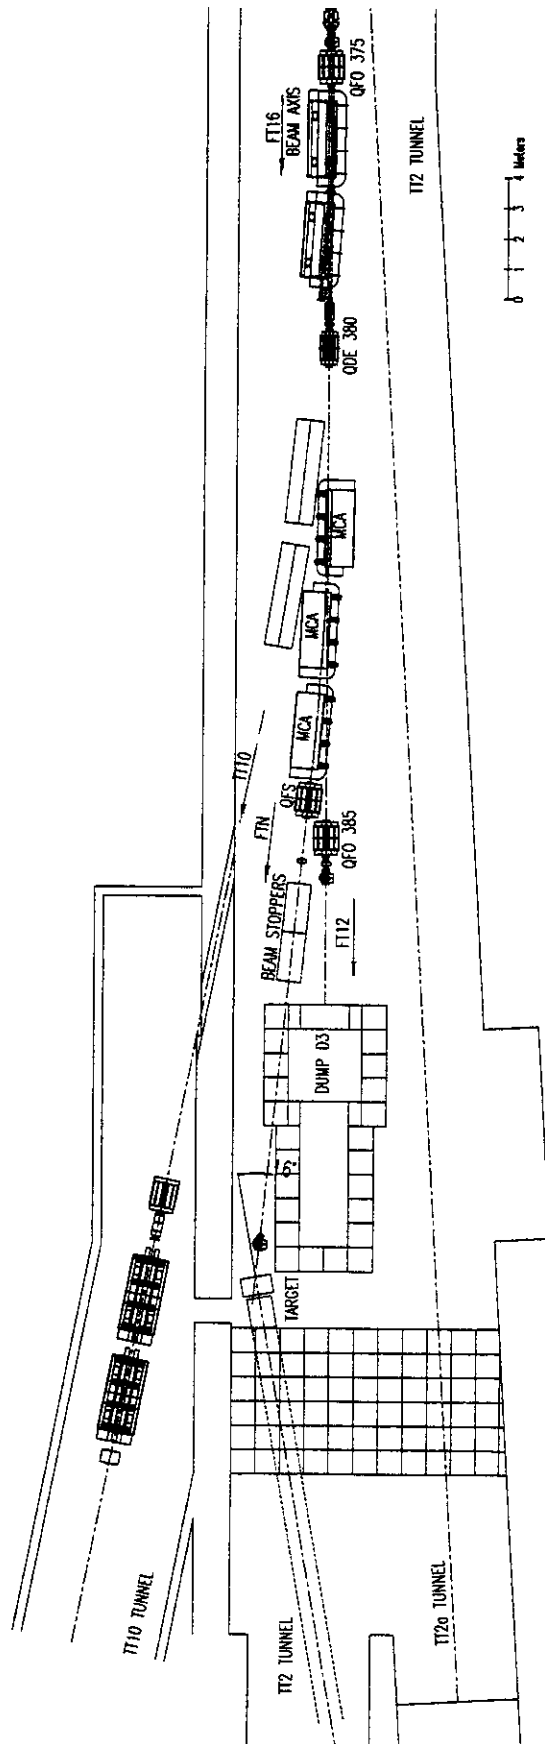 QFO 375
FT16
BEAM AXIS
TT2 TUNNEL
0 1 2 3 4 Meters
QDE 380
MCA
MCA
MCA
TT10
QFS
FTN
QFO 385
BEAM STOPPERS
FT12
DUMP D3
TARGET
TT10 TUNNEL
TT2 TUNNEL
TT2a TUNNEL